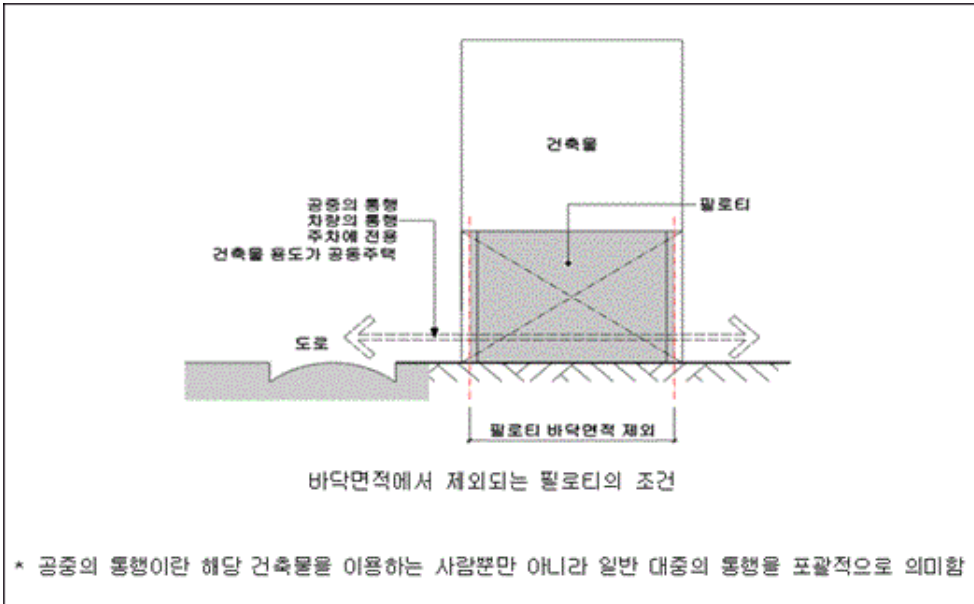 건축물
공중의 통행
차량의 통행
주차에 전용
건축물 용도가 공동주택
필로티
도로
필로티 바닥면적 제외
바닥면적에서 제외되는 필로티의 조건
* 공중의 통행이란 해당 건축물을 이용하는 사람뿐만 아니라 일반 대중의 통행을 포괄적으로 의미함